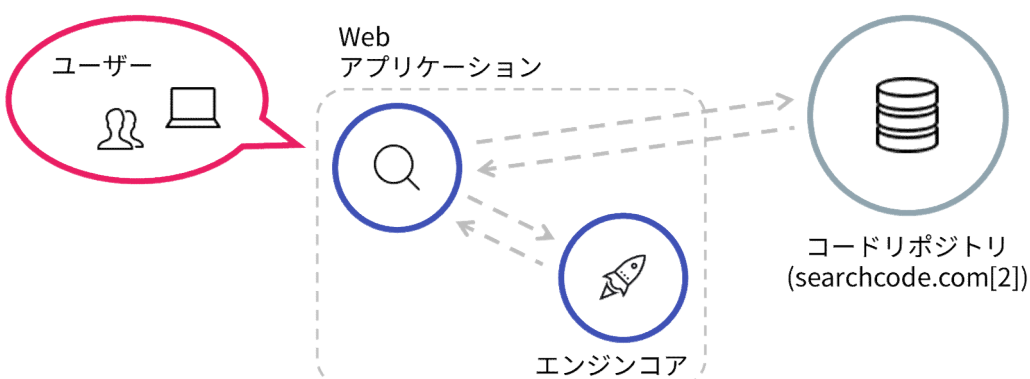 ユーザー
Web
アプリケーション
コードリポジトリ
(searchcode.com[2])
エンジンコア